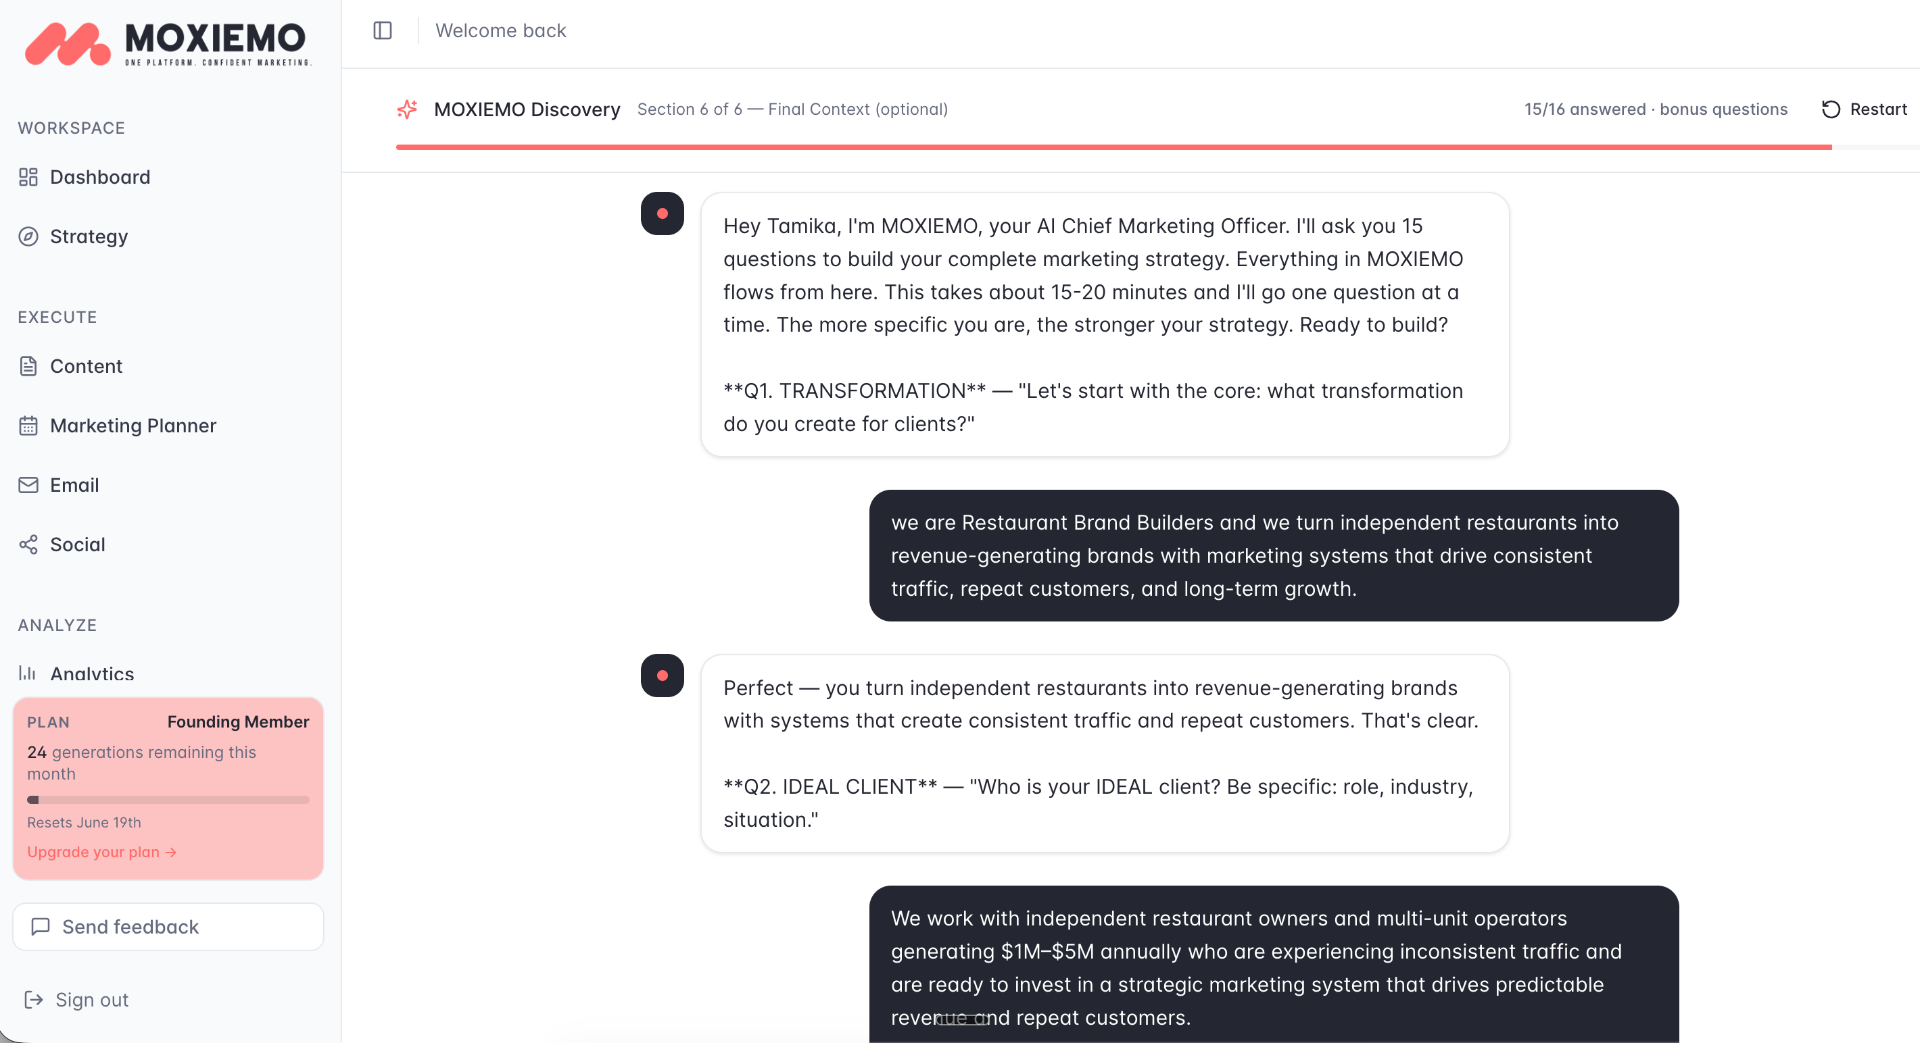 MOXIEMO
ONE PLATFORM. CONFIDENT MARKETING.
WORKSPACE
Dashboard
Strategy
EXECUTE
Content
Marketing Planner
Email
Social
ANALYZE
Analytics
PLAN Founding Member
24 generations remaining this
month
Resets June 19th
Upgrade your plan →
Send feedback
Sign out
Welcome back
MOXIEMO Discovery Section 6 of 6 — Final Context (optional) 15/16 answered · bonus questions Restart
Hey Tamika, I'm MOXIEMO, your AI Chief Marketing Officer. I'll ask you 15
questions to build your complete marketing strategy. Everything in MOXIEMO
flows from here. This takes about 15-20 minutes and I'll go one question at a
time. The more specific you are, the stronger your strategy. Ready to build?
**Q1. TRANSFORMATION** — "Let's start with the core: what transformation
do you create for clients?"
we are Restaurant Brand Builders and we turn independent restaurants into
revenue-generating brands with marketing systems that drive consistent
traffic, repeat customers, and long-term growth.
Perfect — you turn independent restaurants into revenue-generating brands
with systems that create consistent traffic and repeat customers. That's clear.
**Q2. IDEAL CLIENT** — "Who is your IDEAL client? Be specific: role, industry,
situation."
We work with independent restaurant owners and multi-unit operators
generating $1M–$5M annually who are experiencing inconsistent traffic and
are ready to invest in a strategic marketing system that drives predictable
revenue and repeat customers.